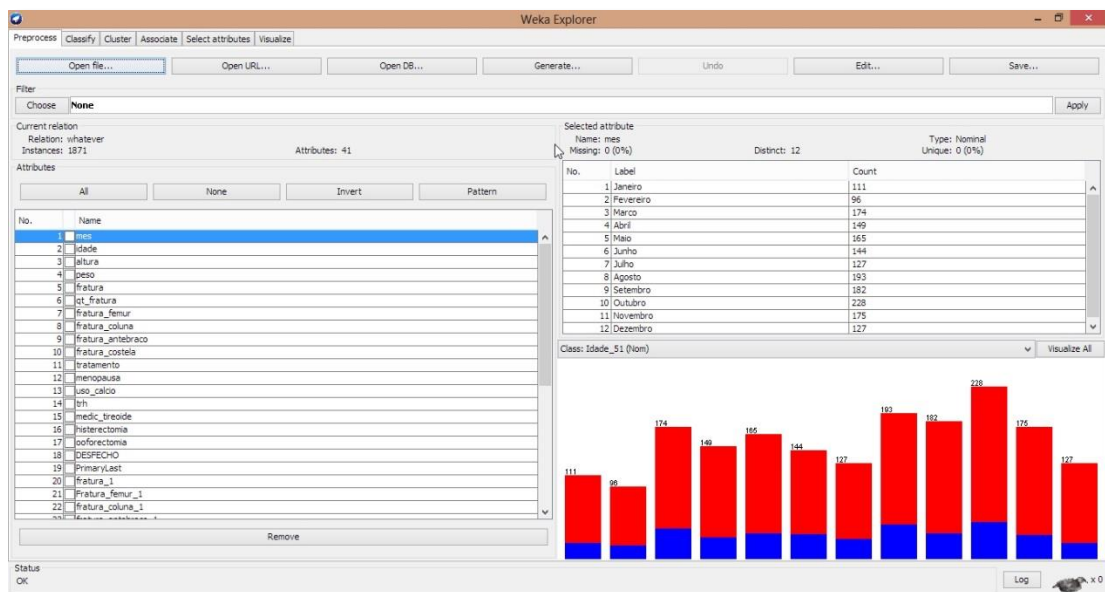 Weka Explorer
Preprocess Classify Cluster Associate Select attributes Visualize
Open file... Open URL... Open DB... Generate... Undo Edit... Save...
Filter
Choose None Apply
Current relation
Relation: whatever
Instances: 1871 Attributes: 41
Attributes
All None Invert Pattern
No. Name
1 mes
2 idade
3 altura
4 peso
5 fratura
6 qt_fratura
7 fratura_femur
8 fratura_coluna
9 fratura_antebraco
10 fratura_costela
11 tratamento
12 menopausa
13 uso_calcio
14 trh
15 medic_tireoide
16 histerectomia
17 ooforectomia
18 DESFECHO
19 PrimaryLast
20 fratura_1
21 Fratura_femur_1
22 fratura_coluna_1
Remove
Selected attribute
Name: mes Type: Nominal
Missing: 0 (0%) Distinct: 12 Unique: 0 (0%)
No. Label Count
1 Janeiro 111
2 Fevereiro 96
3 Marco 174
4 Abril 149
5 Maio 165
6 Junho 144
7 Julho 127
8 Agosto 193
9 Setembro 182
10 Outubro 228
11 Novembro 175
12 Dezembro 127
Class: Idade_51 (Nom) Visualize All
111 96 174 149 165 144 127 193 182 228 175 127
Status
OK
Log x 0